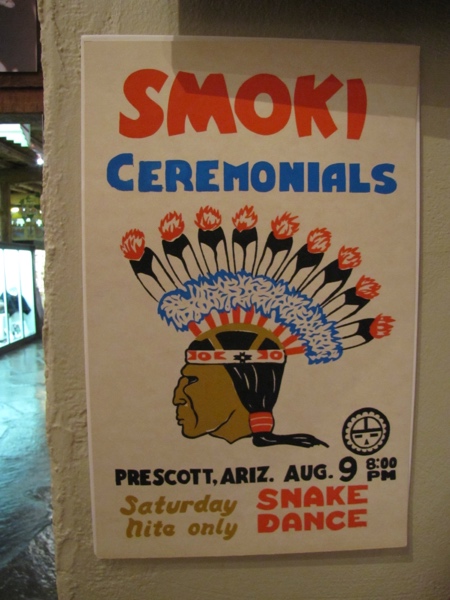 SMOKI
CEREMONIALS
PRESCOTT, ARIZ. AUG. 9 8:00 PM
Saturday Nite only
SNAKE DANCE